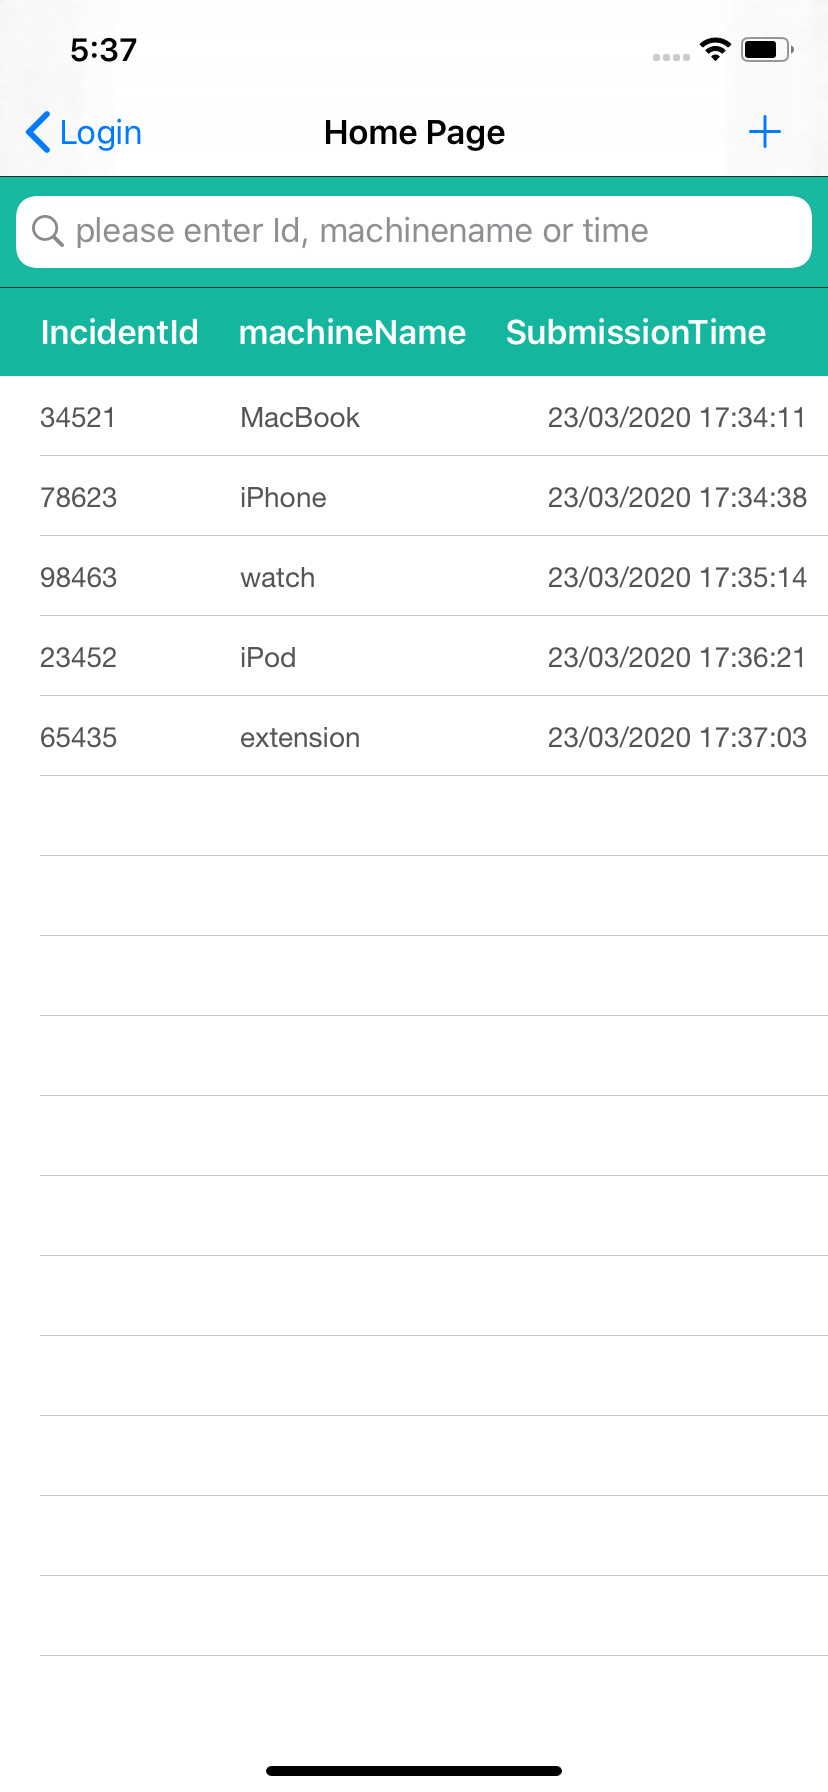 5:37
Login Home Page +
please enter Id, machinename or time
IncidentId machineName SubmissionTime
34521 MacBook 23/03/2020 17:34:11
78623 iPhone 23/03/2020 17:34:38
98463 watch 23/03/2020 17:35:14
23452 iPod 23/03/2020 17:36:21
65435 extension 23/03/2020 17:37:03